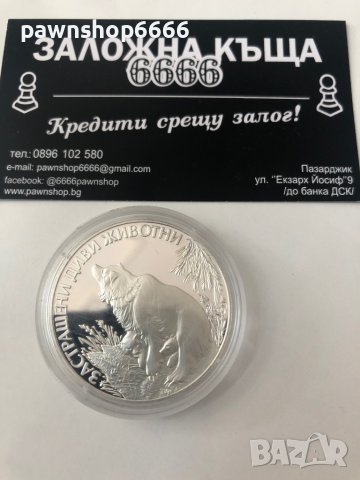 pawnshop6666
ЗАЛОЖНА КЪЩА
6666
Кредити срещу залог!
тел.: 0896 102 580
e-mail: pawnshop6666@gmail.com
facebook: @6666pawnshop
www.pawnshop.bg
Пазарджик
ул. "Екзарх Йосиф"9
/до банка ДСК/
ЗАСТРАШЕНИ ДИВИ ЖИВОТНИ
BAZAR